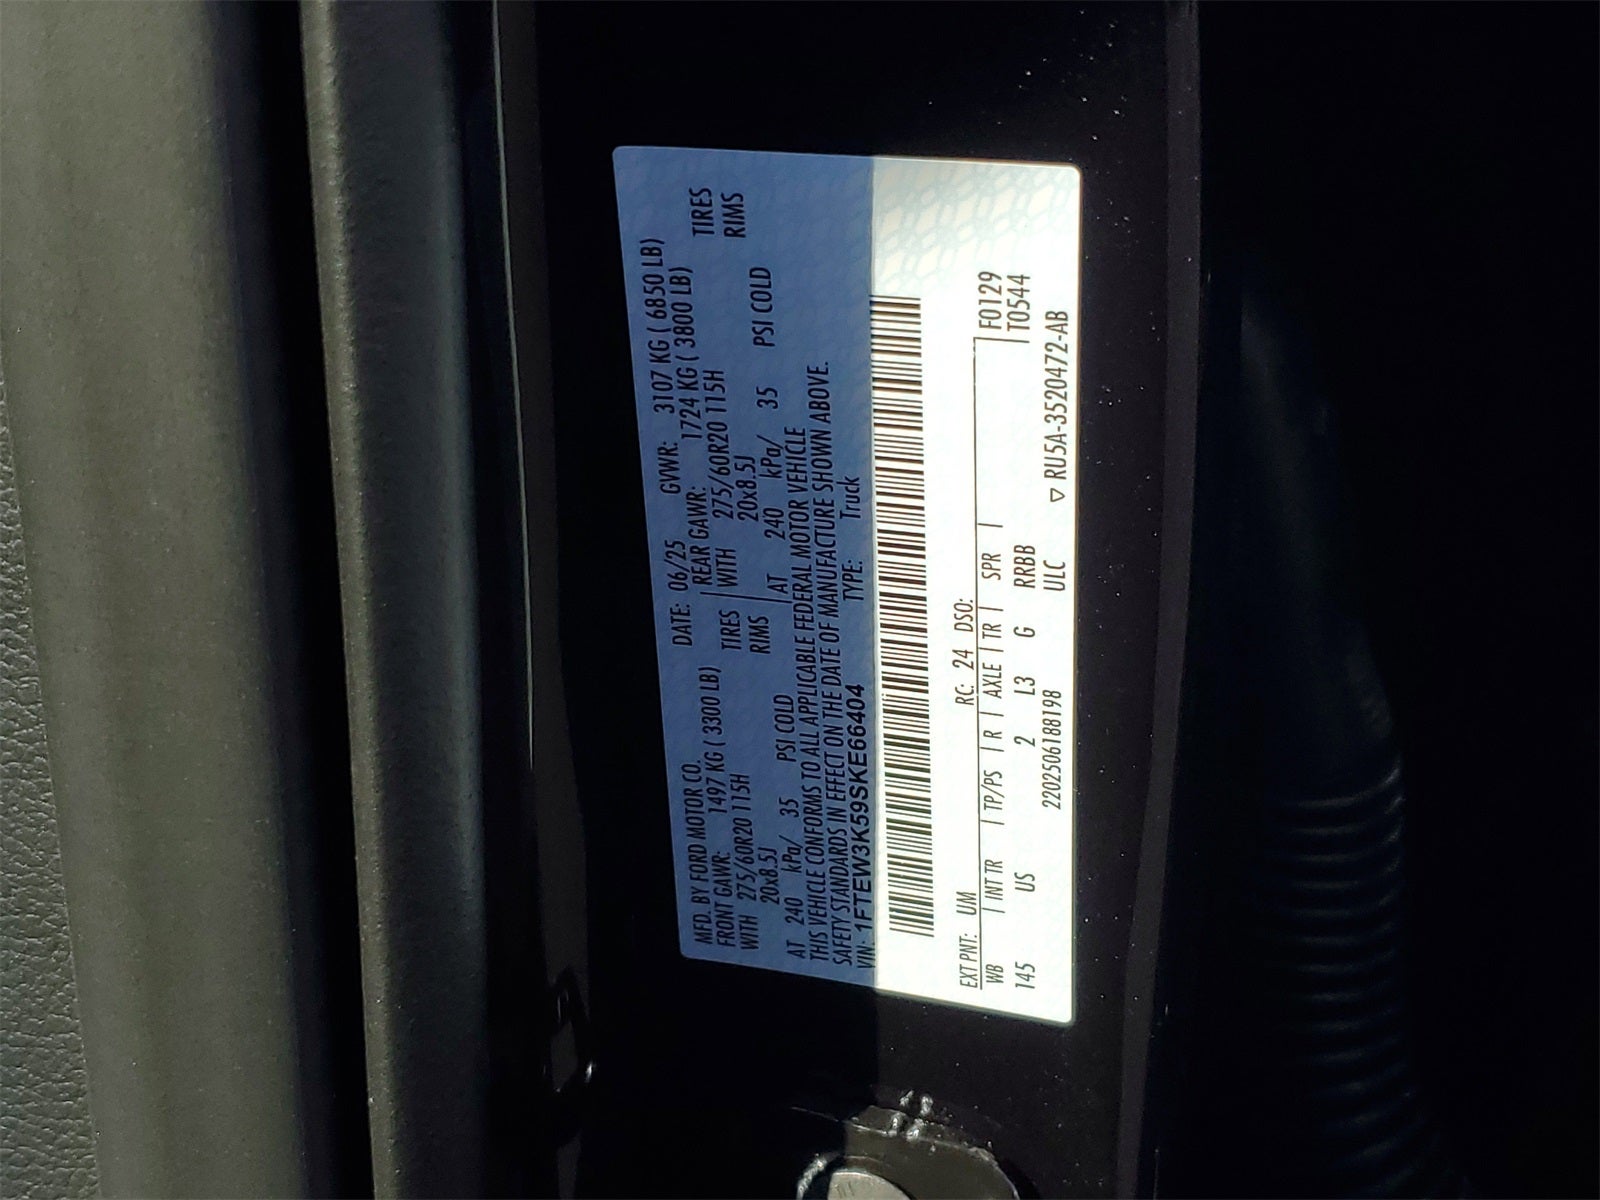 MFD. BY FORD MOTOR CO. DATE: 06/25 GVWR: 3107 KG ( 6850 LB)
FRONT GAWR: 1497 KG ( 3300 LB) REAR GAWR: 1724 KG ( 3800 LB)
WITH 275/60R20 115H TIRES WITH 275/60R20 115H TIRES
20x8.5J RIMS 20x8.5J RIMS
AT 240 kPa/ 35 PSI COLD AT 240 kPa/ 35 PSI COLD
THIS VEHICLE CONFORMS TO ALL APPLICABLE FEDERAL MOTOR VEHICLE
SAFETY STANDARDS IN EFFECT ON THE DATE OF MANUFACTURE SHOWN ABOVE.
VIN: 1FTEW3K59SKE66404 TYPE: Truck
EXT PNT: UM RC: 24 DSO: F0129
WB | INT TR | TP/PS | R | AXLE | TR | SPR | T0544
145 US 2 L3 G RRBB
2202506188198 ULC ▽ RU5A-3520472-AB